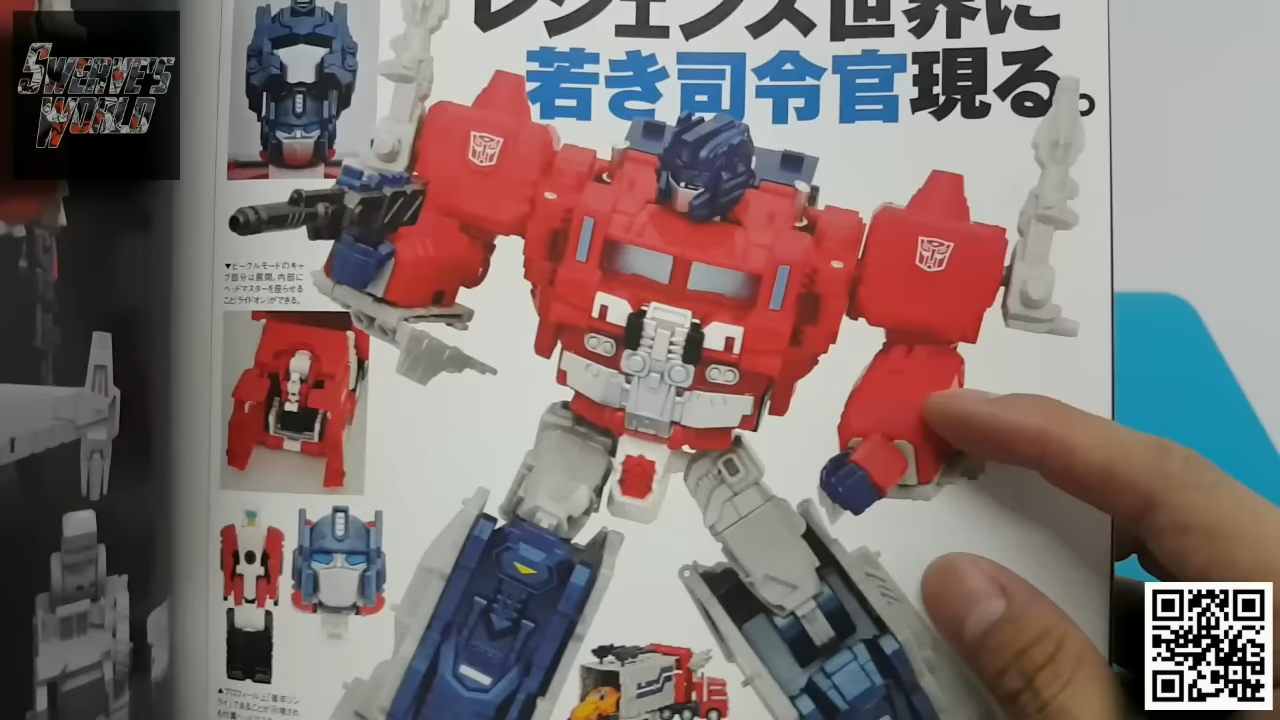 SWERVE'S
WORLD
レジェンズ世界に
若き司令官現る。
▼ビークルモードのキャ
ブ部分は展開。内部に
ヘッドマスターを座らせる
こと(ライドオン)ができる。